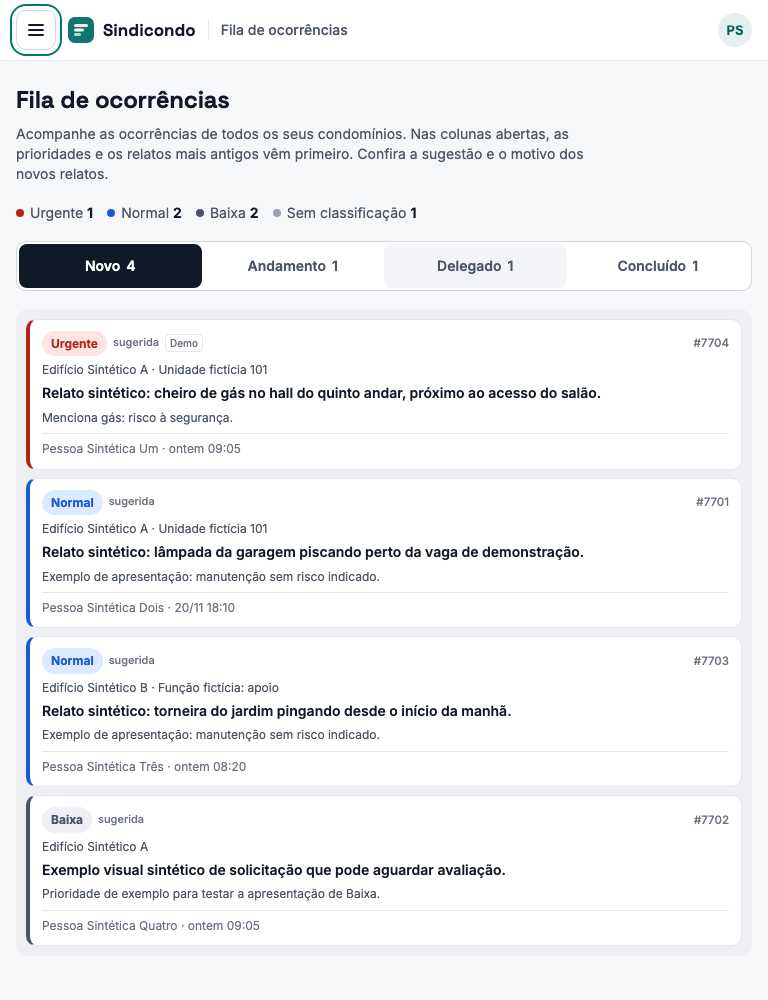 Sindicondo
Fila de ocorrências
PS
Fila de ocorrências
Acompanhe as ocorrências de todos os seus condomínios. Nas colunas abertas, as
prioridades e os relatos mais antigos vêm primeiro. Confira a sugestão e o motivo dos
novos relatos.
Urgente 1 Normal 2 Baixa 2 Sem classificação 1
Novo 4 Andamento 1 Delegado 1 Concluído 1
Urgente sugerida Demo #7704
Edifício Sintético A · Unidade fictícia 101
Relato sintético: cheiro de gás no hall do quinto andar, próximo ao acesso do salão.
Menciona gás: risco à segurança.
Pessoa Sintética Um · ontem 09:05
Normal sugerida #7701
Edifício Sintético A · Unidade fictícia 101
Relato sintético: lâmpada da garagem piscando perto da vaga de demonstração.
Exemplo de apresentação: manutenção sem risco indicado.
Pessoa Sintética Dois · 20/11 18:10
Normal sugerida #7703
Edifício Sintético B · Função fictícia: apoio
Relato sintético: torneira do jardim pingando desde o início da manhã.
Exemplo de apresentação: manutenção sem risco indicado.
Pessoa Sintética Três · ontem 08:20
Baixa sugerida #7702
Edifício Sintético A
Exemplo visual sintético de solicitação que pode aguardar avaliação.
Prioridade de exemplo para testar a apresentação de Baixa.
Pessoa Sintética Quatro · ontem 09:05